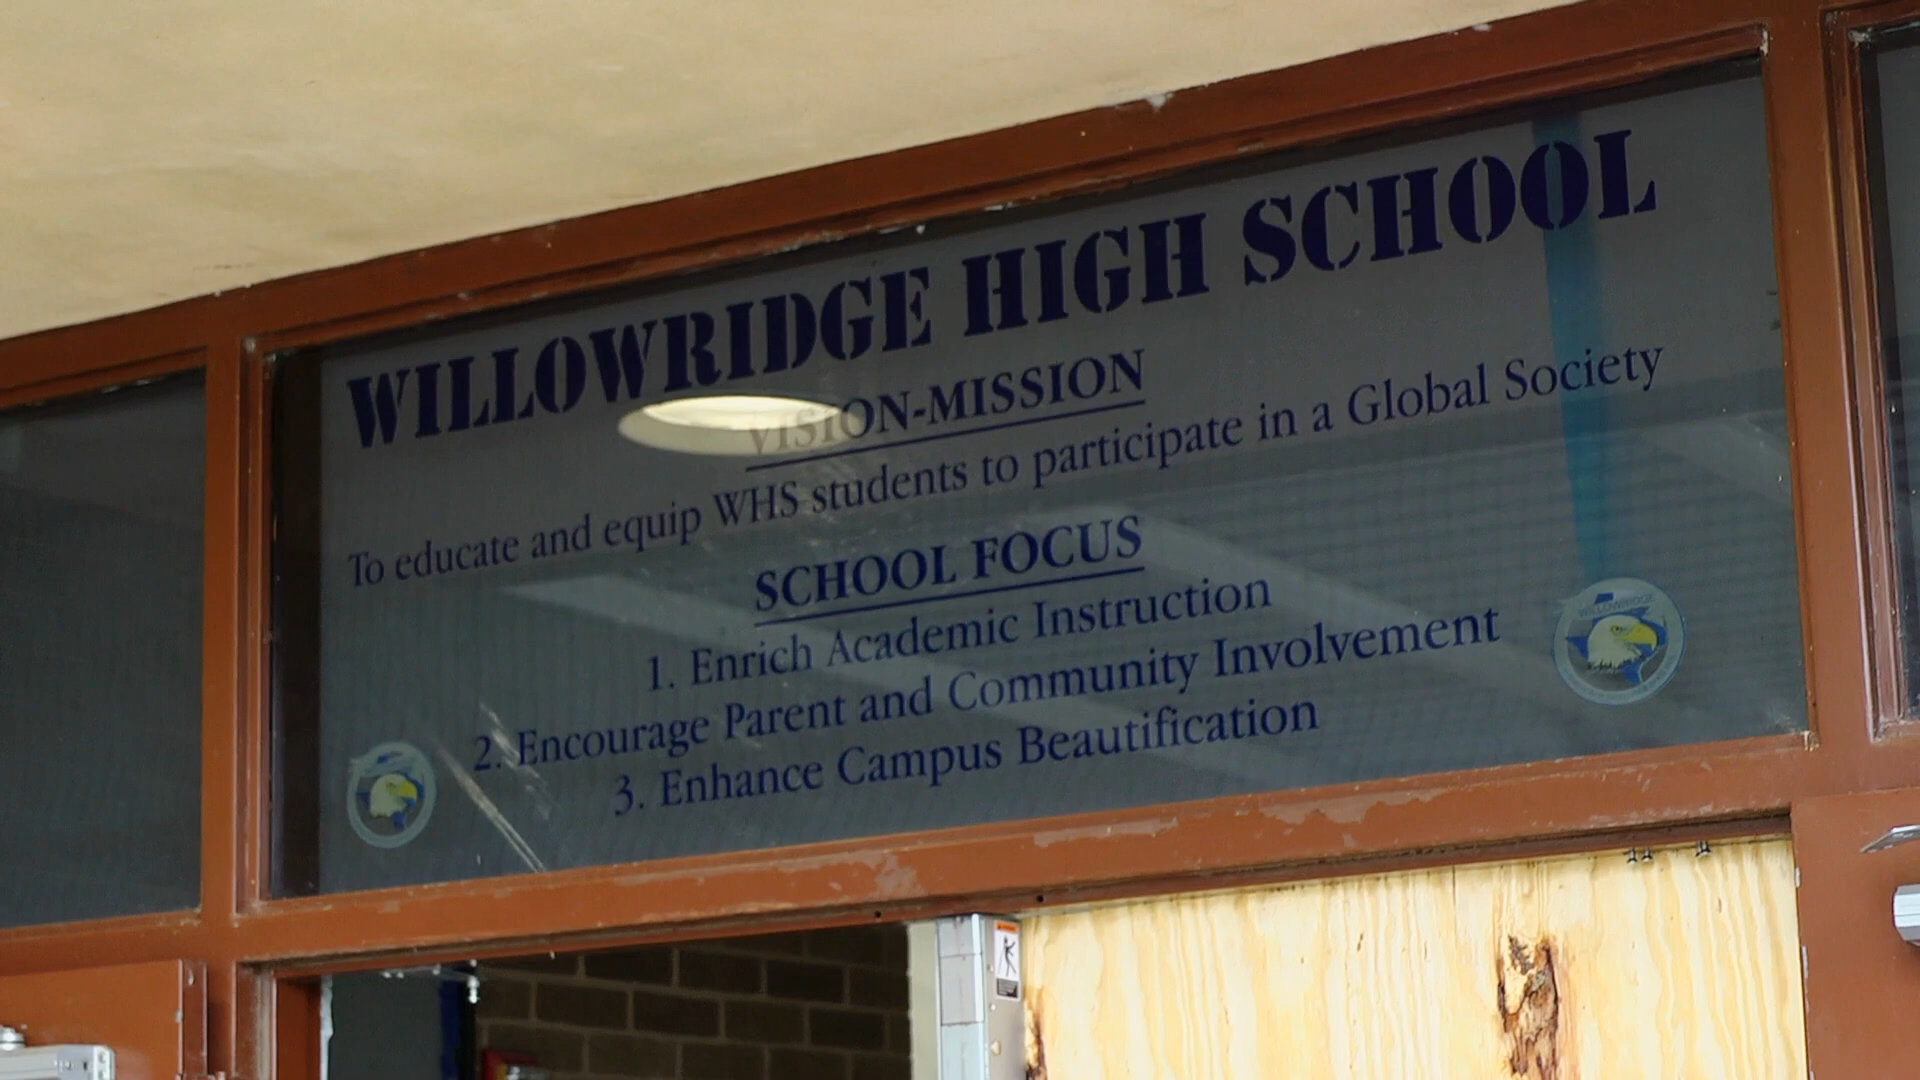 WILLOWRIDGE HIGH SCHOOL
VISION-MISSION
To educate and equip WHS students to participate in a Global Society
SCHOOL FOCUS
1. Enrich Academic Instruction
2. Encourage Parent and Community Involvement
3. Enhance Campus Beautification
WILLOWRIDGE